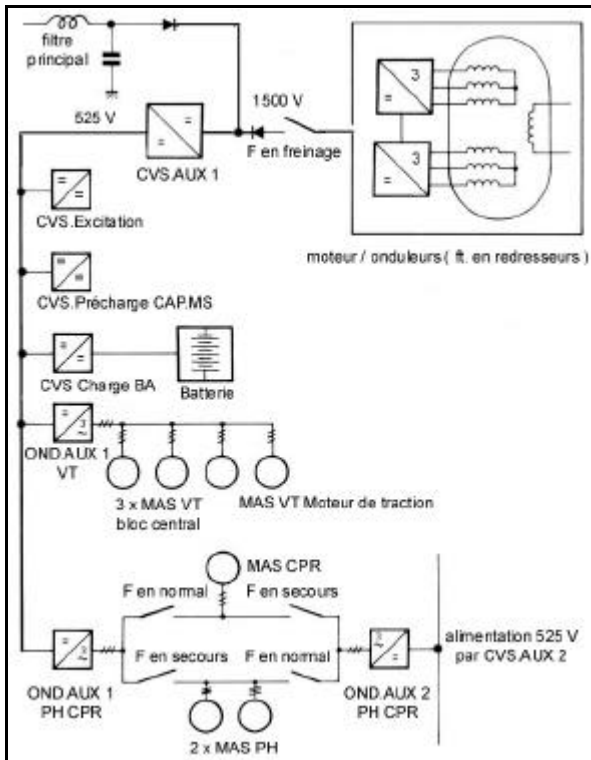 filtre
principal
1500 V
525 V
CVS.AUX 1
F en freinage
3
3
moteur / onduleurs ( ft. en redresseurs )
CVS.Excitation
CVS.Précharge CAP.MS
CVS Charge BA
Batterie
3
OND.AUX 1
VT
3 x MAS VT
bloc central
MAS VT Moteur de traction
MAS CPR
F en normal
F en secours
3
3
alimentation 525 V
par CVS.AUX 2
F en secours
F en normal
OND.AUX 1
PH CPR
OND.AUX 2
PH CPR
2 x MAS PH